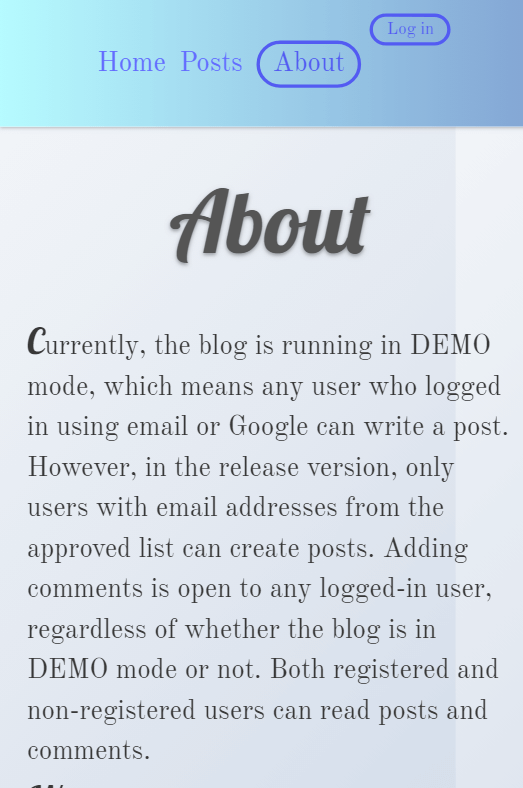 Log in
Home Posts About
About
Currently, the blog is running in DEMO
mode, which means any user who logged
in using email or Google can write a post.
However, in the release version, only
users with email addresses from the
approved list can create posts. Adding
comments is open to any logged-in user,
regardless of whether the blog is in
DEMO mode or not. Both registered and
non-registered users can read posts and
comments.